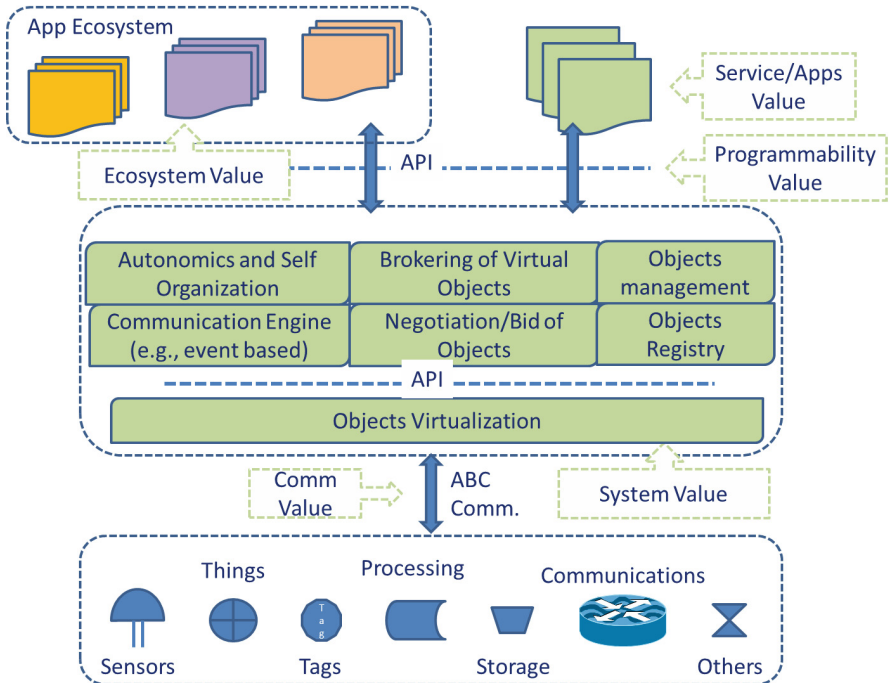 App Ecosystem
Service/Apps
Value
Ecosystem Value
API
Programmability
Value
Autonomics and Self
Organization
Brokering of Virtual
Objects
Objects
management
Communication Engine
(e.g., event based)
Negotiation/Bid of
Objects
Objects
Registry
API
Objects Virtualization
Comm
Value
ABC
Comm.
System Value
Things
Processing
Communications
Tag
Sensors
Tags
Storage
Others